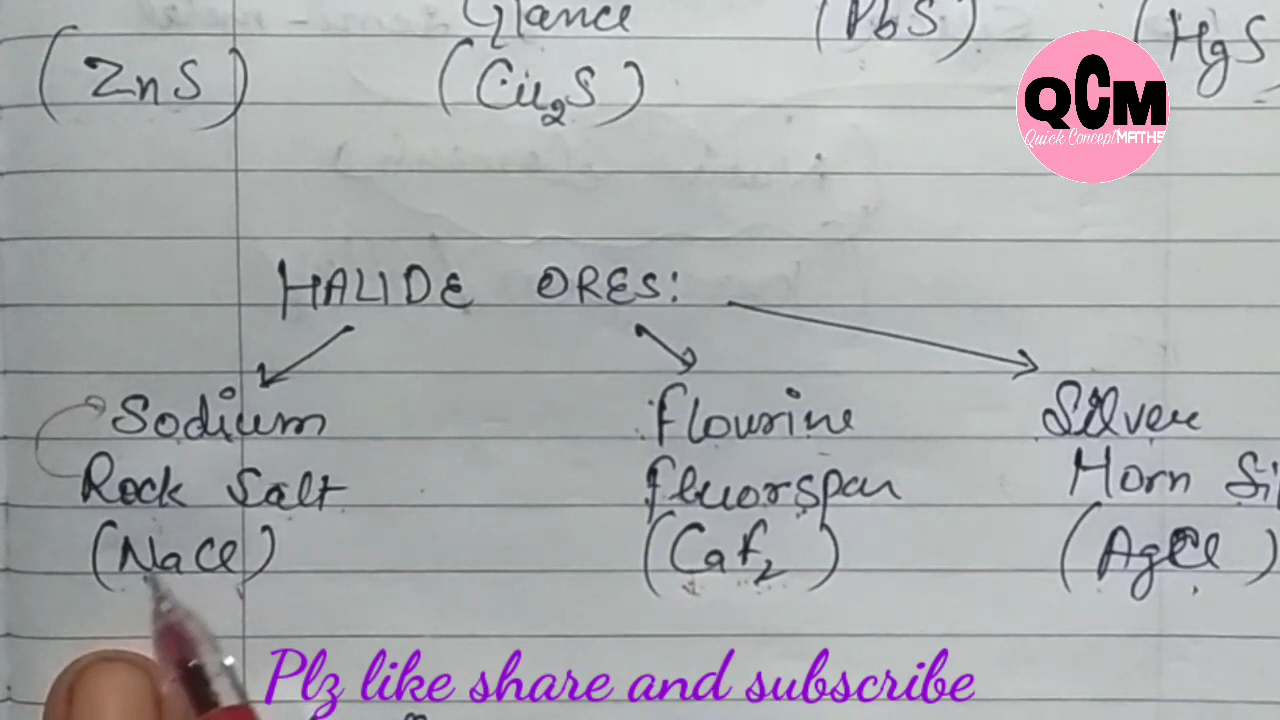 Glance (PbS) (HgS
(ZnS) (Cu2S)
QCM
Quick Concept MATHS
HALIDE ORES:
Sodium flourine Silver
Rock Salt fluorspar Horn Sil
(NaCl) (CaF2) (AgCl)
Plz like share and subscribe